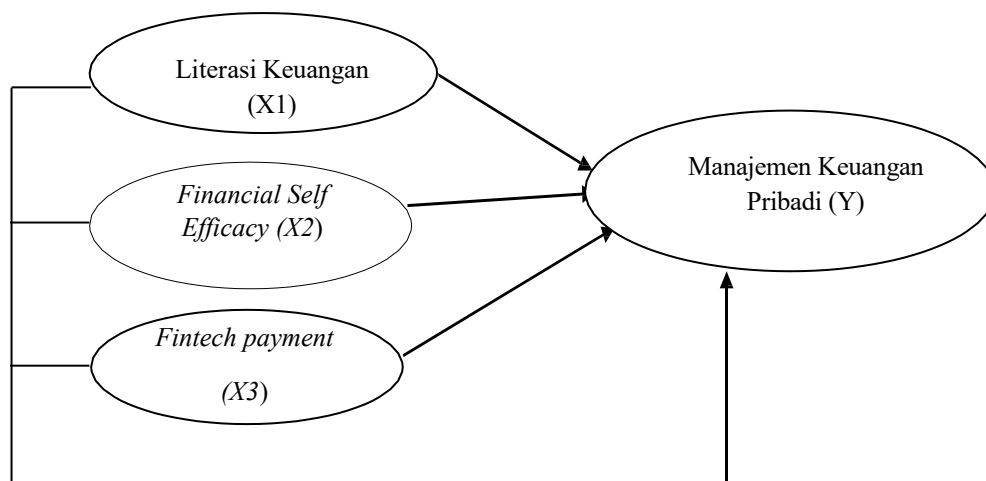 Literasi Keuangan
(X1)
Financial Self
Efficacy (X2)
Fintech payment
(X3)
Manajemen Keuangan
Pribadi (Y)